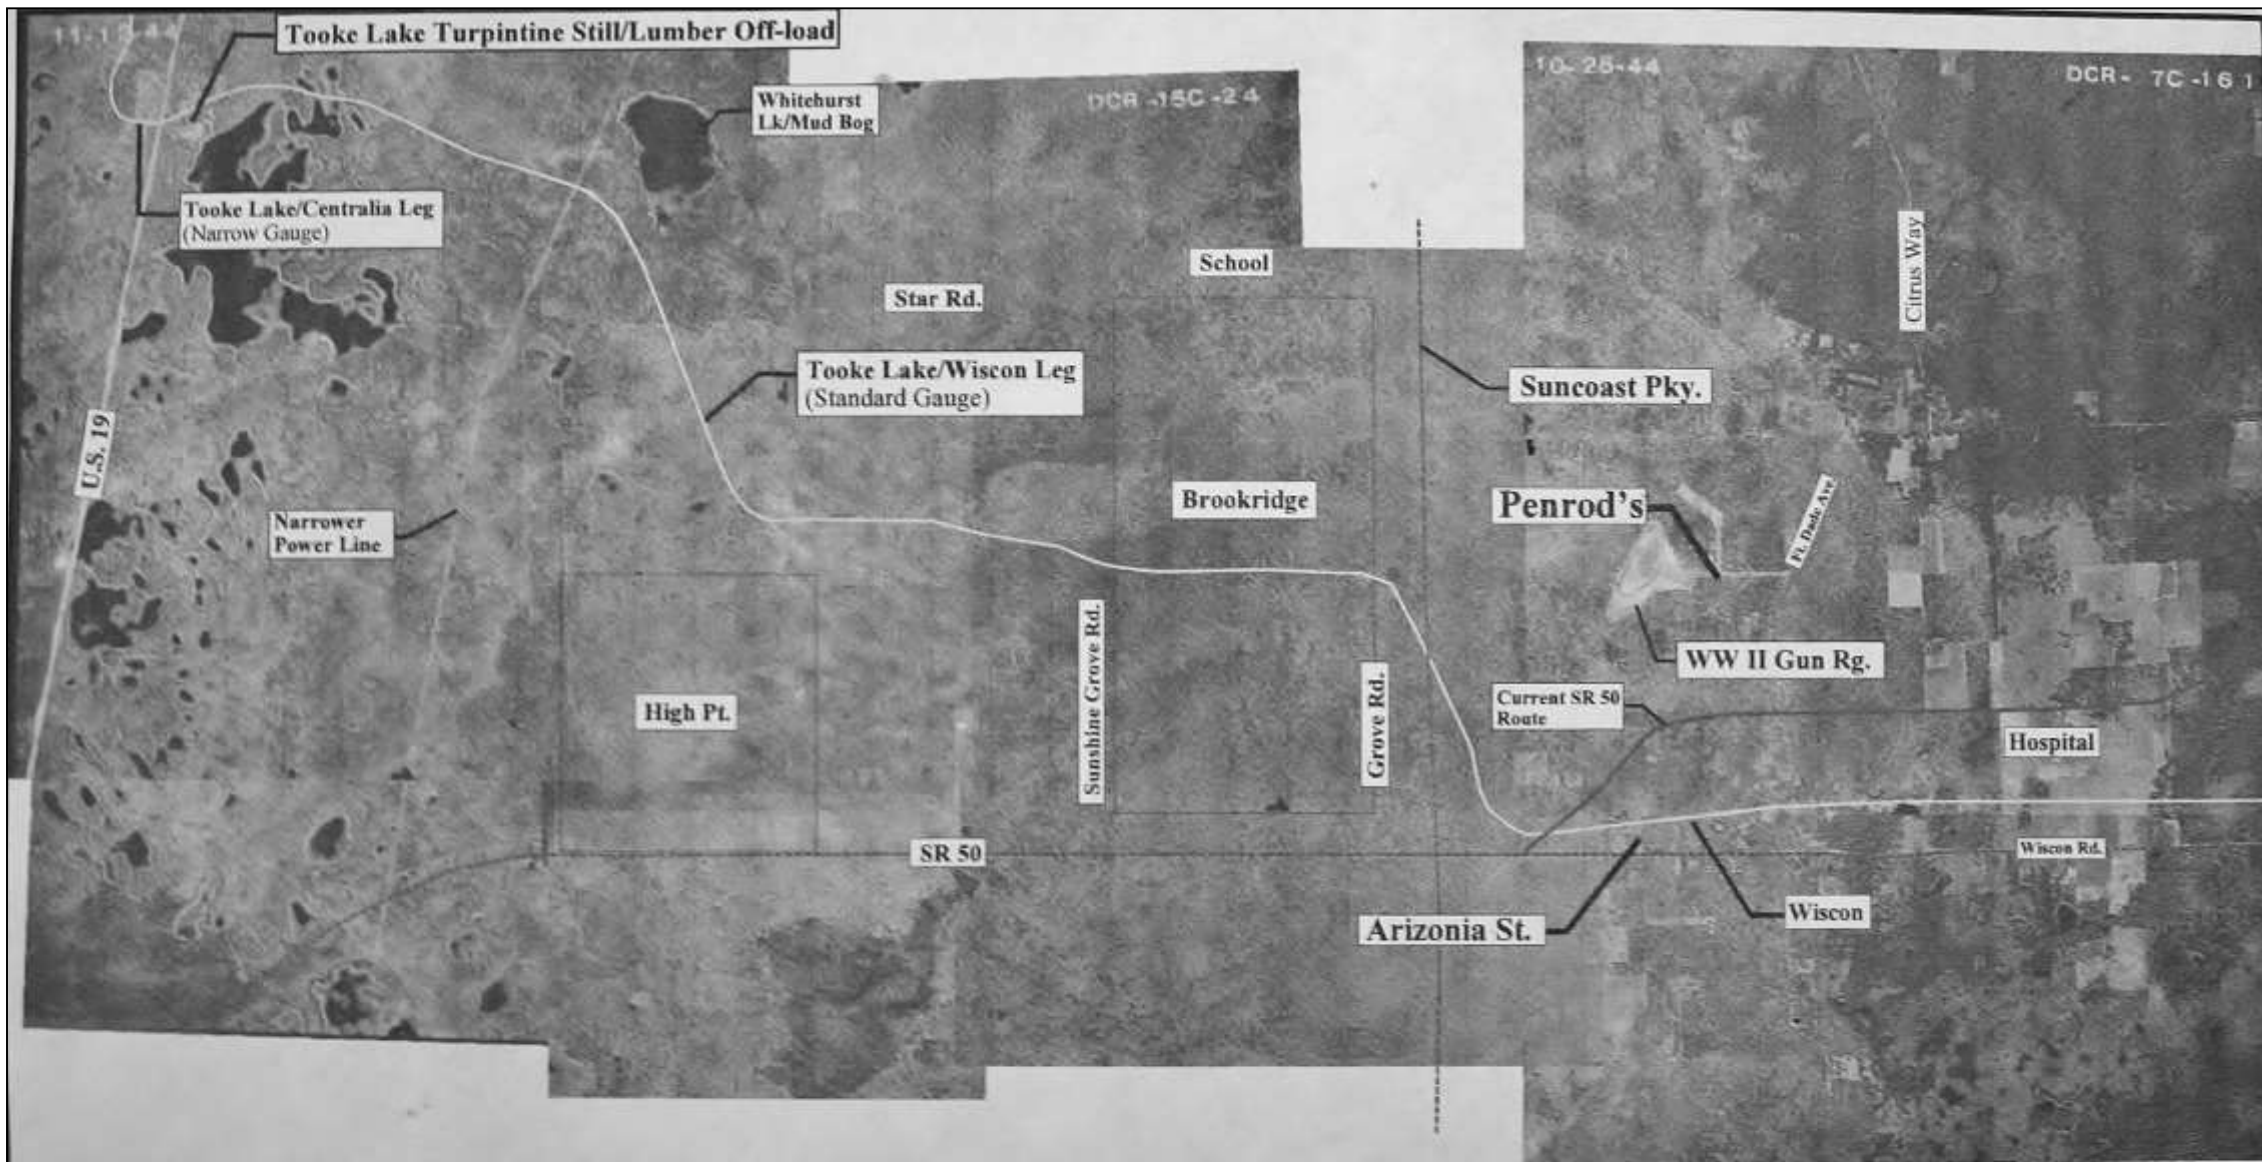 11-13-44
Tooke Lake Turpintine Still/Lumber Off-load
10-25-44
DCR- 7C -161
Whitehurst
Lk/Mud Bog
DCR -15C -24
Tooke Lake/Centralia Leg
(Narrow Gauge)
Citrus Way
School
Star Rd.
Tooke Lake/Wiscon Leg
(Standard Gauge)
Suncoast Pky.
U.S. 19
Brookridge
Penrod's
Ft. Dade Ave
Narrower
Power Line
Sunshine Grove Rd.
WW II Gun Rg.
Grove Rd.
High Pt.
Current SR 50
Route
Hospital
SR 50
Wiscon Rd.
Arizonia St.
Wiscon